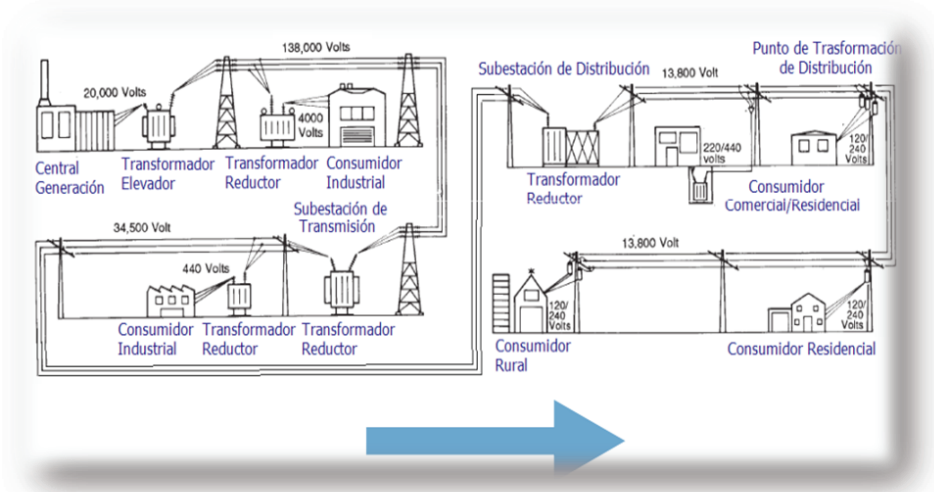 138,000 Volts
20,000 Volts
4000
Volts
Central
Generación
Transformador
Elevador
Transformador
Reductor
Consumidor
Industrial
Subestación de
Transmisión
34,500 Volt
440 Volts
Consumidor
Industrial
Transformador
Reductor
Transformador
Reductor
Subestación de Distribución
13,800 Volt
Punto de Trasformación
de Distribución
220/440
volts
120/
240
Volts
Transformador
Reductor
Consumidor
Comercial/Residencial
13,800 Volt
120/
240
Volts
120/
240
Volts
Consumidor
Rural
Consumidor Residencial